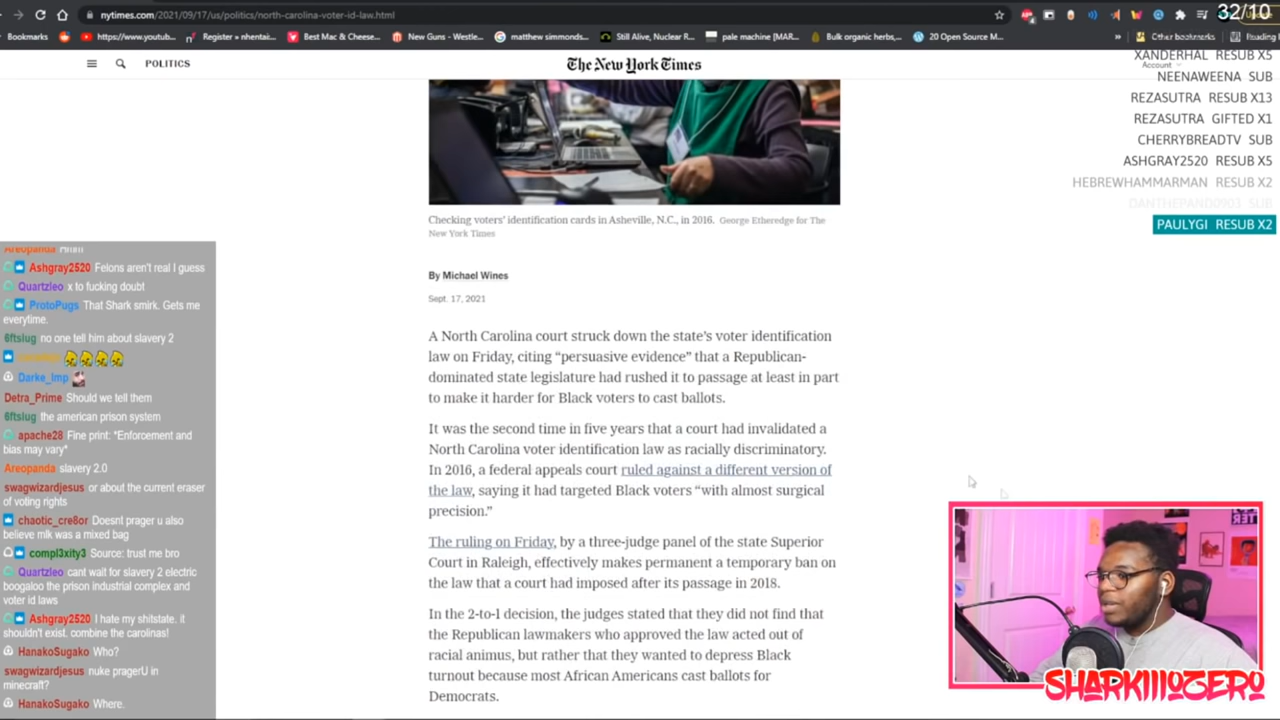 nytimes.com/2021/09/17/us/politics/north-carolina-voter-id-law.html
32/10
Bookmarks
https://www.youtub...
Register » nhentai...
Best Mac & Cheese...
New Guns - Westle...
matthew simmonds...
Still Alive, Nuclear R...
pale machine [MAR...
Bulk organic herbs,...
20 Open Source M...
»
Other bookmarks
Reading
POLITICS
The New York Times
Account
XANDERHAL RESUB X5
NEENAWEENA SUB
REZASUTRA RESUB X13
REZASUTRA GIFTED X1
CHERRYBREADTV SUB
ASHGRAY2520 RESUB X5
HEBREWHAMMARMAN RESUB X2
PAULYGI RESUB X2
Checking voters' identification cards in Asheville, N.C., in 2016. George Etheredge for The
New York Times
By Michael Wines
Sept. 17, 2021
A North Carolina court struck down the state's voter identification
law on Friday, citing “persuasive evidence” that a Republican-
dominated state legislature had rushed it to passage at least in part
to make it harder for Black voters to cast ballots.
It was the second time in five years that a court had invalidated a
North Carolina voter identification law as racially discriminatory.
In 2016, a federal appeals court ruled against a different version of
the law, saying it had targeted Black voters “with almost surgical
precision.”
The ruling on Friday, by a three-judge panel of the state Superior
Court in Raleigh, effectively makes permanent a temporary ban on
the law that a court had imposed after its passage in 2018.
In the 2-to-1 decision, the judges stated that they did not find that
the Republican lawmakers who approved the law acted out of
racial animus, but rather that they wanted to depress Black
turnout because most African Americans cast ballots for
Democrats.
Areopanda
Ashgray2520 Felons aren't real I guess
Quartzleo x to fucking doubt
ProtoPugs That Shark smirk. Gets me
everytime.
6ftslug no one tell him about slavery 2
Darke_Imp
Detra_Prime Should we tell them
6ftslug the american prison system
apache28 Fine print: *Enforcement and
bias may vary*
Areopanda slavery 2.0
swagwizardjesus or about the current eraser
of voting rights
chaotic_cre8or Doesnt prager u also
believe mlk was a mixed bag
compl3xity3 Source: trust me bro
Quartzleo cant wait for slavery 2 electric
boogaloo the prison industrial complex and
voter id laws
Ashgray2520 I hate my shitstate. it
shouldn't exist. combine the carolinas!
HanakoSugako Who?
swagwizardjesus nuke pragerU in
minecraft?
HanakoSugako Where.
SHARK3OZERO